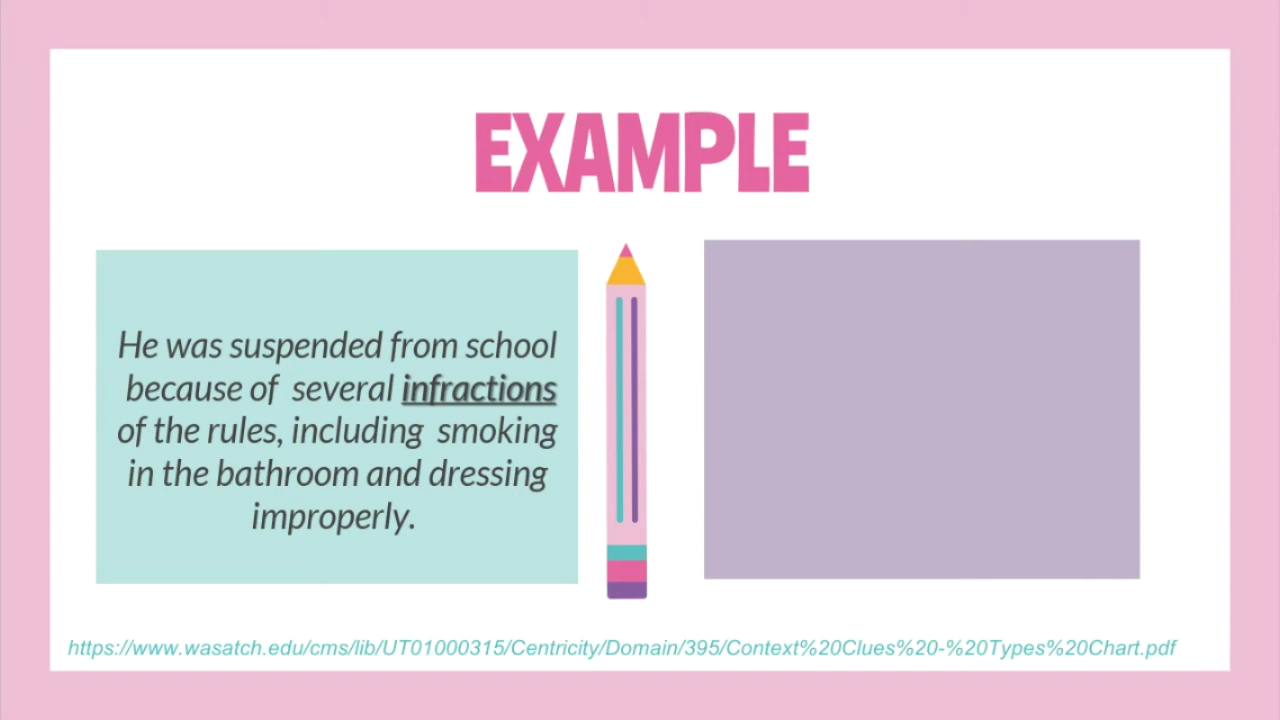 EXAMPLE
He was suspended from school
because of several infractions
of the rules, including smoking
in the bathroom and dressing
improperly.
https://www.wasatch.edu/cms/lib/UT01000315/Centricity/Domain/395/Context%20Clues%20-%20Types%20Chart.pdf